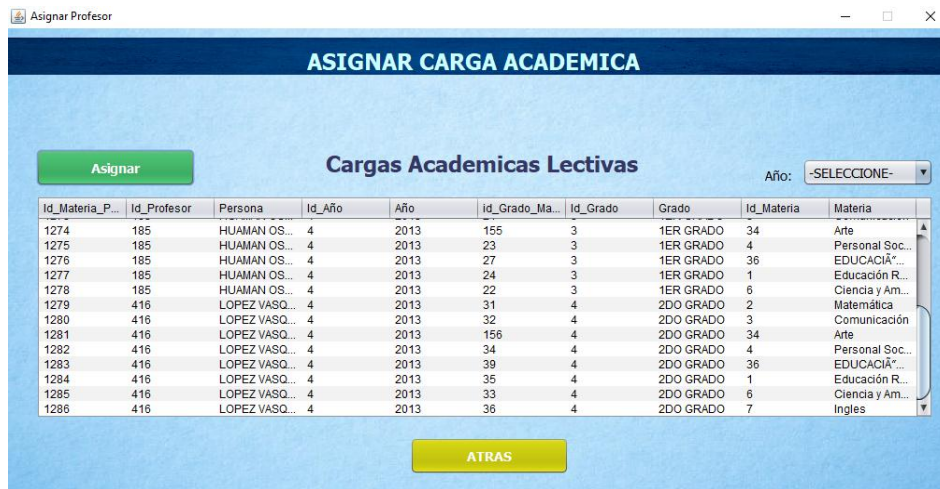 Asignar Profesor
ASIGNAR CARGA ACADEMICA
Asignar
Cargas Academicas Lectivas
Año: -SELECCIONE-
Id_Materia_P... Id_Profesor Persona Id_Año Año id_Grado_Ma... Id_Grado Grado Id_Materia Materia
1274 185 HUAMAN OS... 4 2013 155 3 1ER GRADO 34 Arte
1275 185 HUAMAN OS... 4 2013 23 3 1ER GRADO 4 Personal Soc...
1276 185 HUAMAN OS... 4 2013 27 3 1ER GRADO 36 EDUCACIÃ“...
1277 185 HUAMAN OS... 4 2013 24 3 1ER GRADO 1 Educación R...
1278 185 HUAMAN OS... 4 2013 22 3 1ER GRADO 6 Ciencia y Am...
1279 416 LOPEZ VASQ... 4 2013 31 4 2DO GRADO 2 Matemática
1280 416 LOPEZ VASQ... 4 2013 32 4 2DO GRADO 3 Comunicación
1281 416 LOPEZ VASQ... 4 2013 156 4 2DO GRADO 34 Arte
1282 416 LOPEZ VASQ... 4 2013 34 4 2DO GRADO 4 Personal Soc...
1283 416 LOPEZ VASQ... 4 2013 39 4 2DO GRADO 36 EDUCACIÃ“...
1284 416 LOPEZ VASQ... 4 2013 35 4 2DO GRADO 1 Educación R...
1285 416 LOPEZ VASQ... 4 2013 33 4 2DO GRADO 6 Ciencia y Am...
1286 416 LOPEZ VASQ... 4 2013 36 4 2DO GRADO 7 Ingles
ATRAS